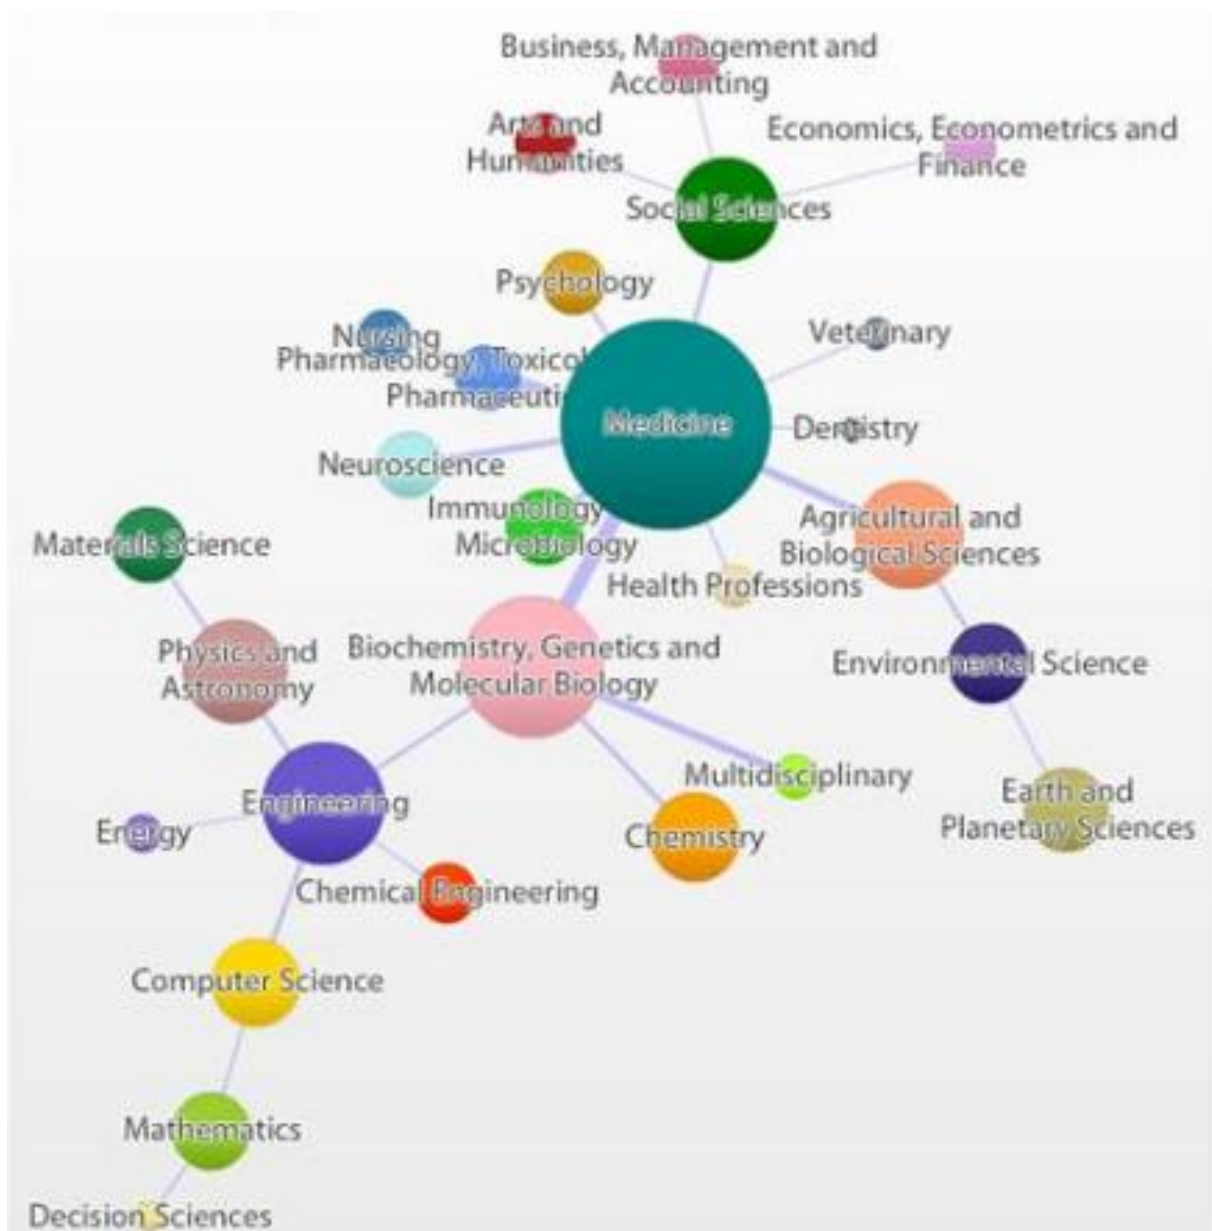 Business, Management and
Accounting
Arts and
Humanities
Economics, Econometrics and
Finance
Social Sciences
Psychology
Nursing
Veterinary
Pharmacology, Toxicol
Pharmaceuti
Medicine
Dentistry
Neuroscience
Immunology
Microbiology
Agricultural and
Biological Sciences
Materials Science
Health Professions
Physics and
Astronomy
Biochemistry, Genetics and
Molecular Biology
Environmental Science
Multidisciplinary
Engineering
Energy
Chemistry
Earth and
Planetary Sciences
Chemical Engineering
Computer Science
Mathematics
Decision Sciences